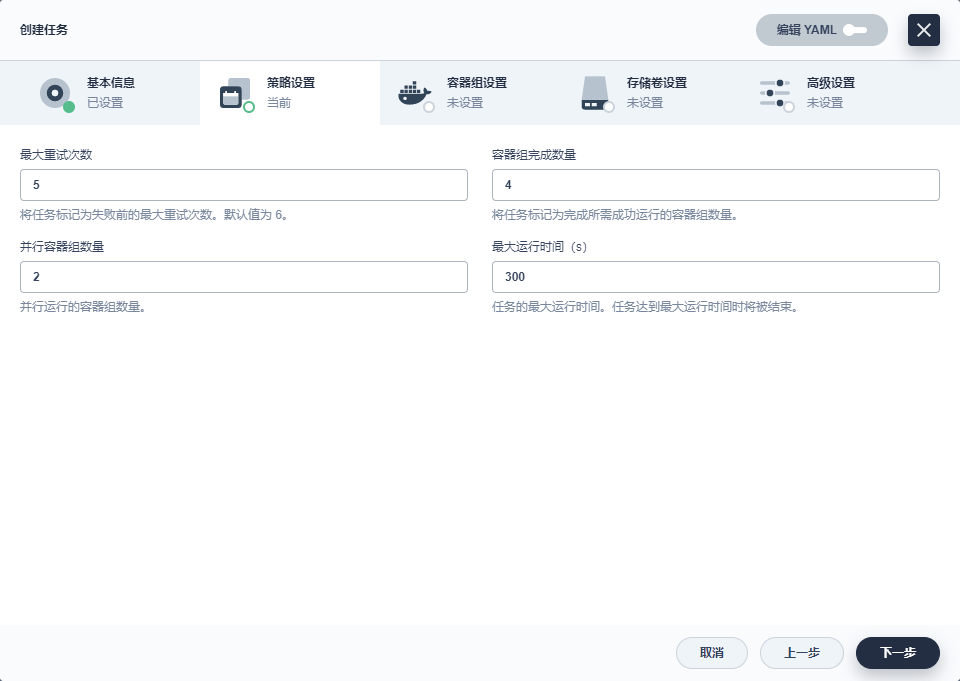 创建任务
编辑 YAML
基本信息
已设置
策略设置
当前
容器组设置
未设置
存储卷设置
未设置
高级设置
未设置
最大重试次数
5
将任务标记为失败前的最大重试次数。默认值为 6。
容器组完成数量
4
将任务标记为完成所需成功运行的容器组数量。
并行容器组数量
2
并行运行的容器组数量。
最大运行时间（s）
300
任务的最大运行时间。任务达到最大运行时间时将被结束。
取消
上一步
下一步